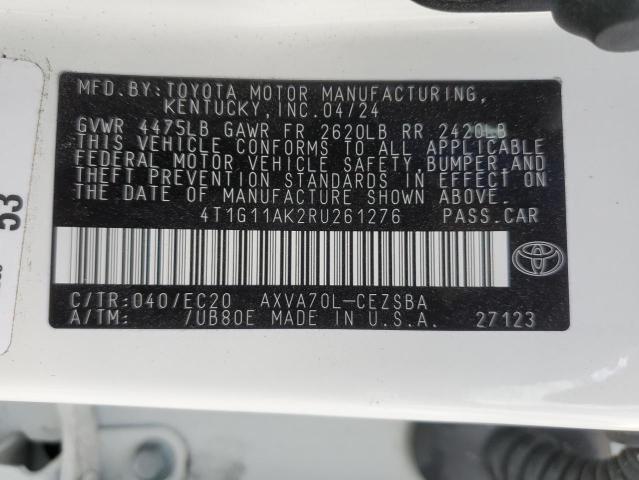 MFD.BY:TOYOTA MOTOR MANUFACTURING,
KENTUCKY, INC. 04/24
GVWR 4475LB GAWR FR 2620LB RR 2420LB
THIS VEHICLE CONFORMS TO ALL APPLICABLE
FEDERAL MOTOR VEHICLE SAFETY, BUMPER, AND
THEFT PREVENTION STANDARDS IN EFFECT ON
THE DATE OF MANUFACTURE SHOWN ABOVE.
4T1G11AK2RU261276 PASS.CAR
C/TR:040/EC20 AXVA70L-CEZSBA
A/TM: /UB80E MADE IN U.S.A. 27123
53